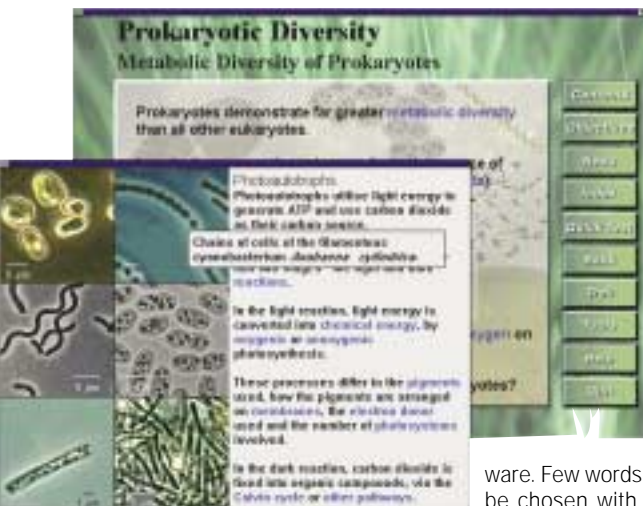 Prokaryotic Diversity
Metabolic Diversity of Prokaryotes
Prokaryotes demonstrate far greater metabolic diversity
than all other eukaryotes.
Photoautotrophs
Photoautotrophs utilise light energy to
generate ATP and use carbon dioxide
as their carbon source.
Chains of cells of the filamentous
cyanobacterium Anabaena cylindrica
reactions.
In the light reaction, light energy is
converted into chemical energy, by
oxygenic or anoxygenic
photosynthesis.
These processes differ in the pigments
used, how the pigments are arranged
on membranes, the electron donor
used and the number of photosystems
involved.
In the dark reaction, carbon dioxide is
fixed into organic compounds, via the
Calvin cycle or other pathways.
Contents
Menu
Quick Test
Back
Tools
Help
ware. Few words
be chosen with